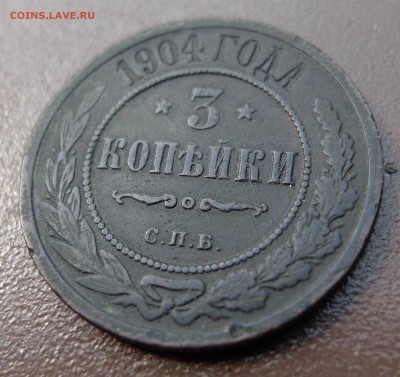 COINS.LAVE.RU
1904 ГОДА
3
КОПѢЙКИ
С.П.Б.